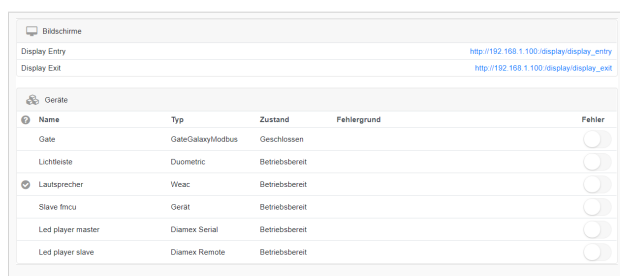 Bildschirme
Display Entry http://192.168.1.100:/display/display_entry
Display Exit http://192.168.1.100:/display/display_exit
Geräte
Name Typ Zustand Fehlergrund Fehler
Gate GateGalaxyModbus Geschlossen
Lichtleiste Duometric Betriebsbereit
Lautsprecher Weac Betriebsbereit
Slave fmcu Gerät Betriebsbereit
Led player master Diamex Serial Betriebsbereit
Led player slave Diamex Remote Betriebsbereit